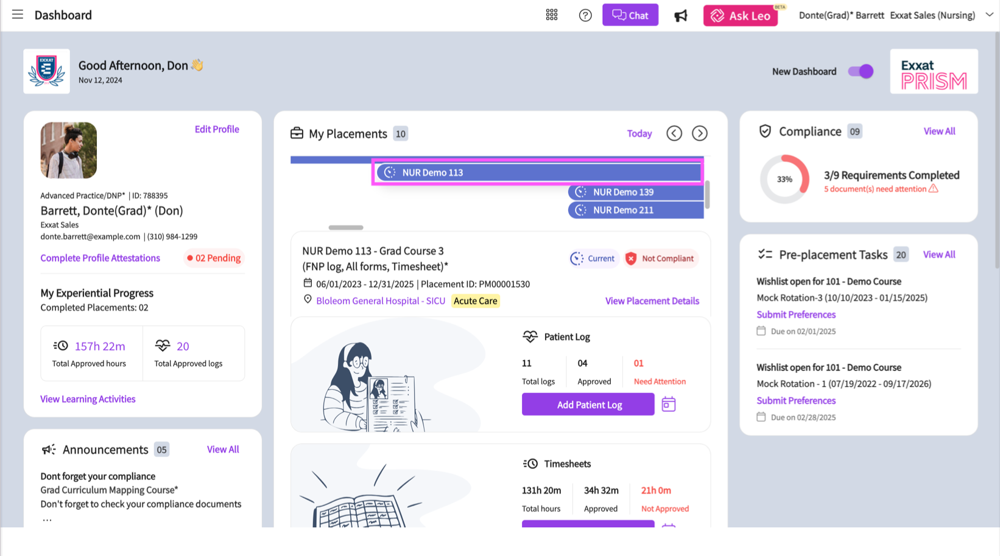 Dashboard
Chat
Ask Leo
BETA
Donte(Grad)* Barrett Exxat Sales (Nursing)
EXXAT
Good Afternoon, Don
Nov 12, 2024
New Dashboard
Exxat
PRISM
Edit Profile
Advanced Practice/DNP* | ID: 788395
Barrett, Donte(Grad)* (Don)
Exxat Sales
donte.barrett@example.com | (310) 984-1299
Complete Profile Attestations
02 Pending
My Experiential Progress
Completed Placements: 02
157h 22m
Total Approved hours
20
Total Approved logs
View Learning Activities
Announcements 05
View All
Dont forget your compliance
Grad Curriculum Mapping Course*
Don't forget to check your compliance documents
...
My Placements 10
Today
NUR Demo 113
NUR Demo 139
NUR Demo 211
NUR Demo 113 - Grad Course 3
(FNP log, All forms, Timesheet)*
Current
Not Compliant
06/01/2023 - 12/31/2025 | Placement ID: PM00001530
Bloleom General Hospital - SICU
Acute Care
View Placement Details
Patient Log
11
Total logs
04
Approved
01
Need Attention
Add Patient Log
Timesheets
131h 20m
Total hours
34h 32m
Approved
21h 0m
Not Approved
Compliance 09
View All
33%
3/9 Requirements Completed
5 document(s) need attention
Pre-placement Tasks 20
View All
Wishlist open for 101 - Demo Course
Mock Rotation-3 (10/10/2023 - 01/15/2025)
Submit Preferences
Due on 02/01/2025
Wishlist open for 101 - Demo Course
Mock Rotation - 1 (07/19/2022 - 09/17/2026)
Submit Preferences
Due on 02/28/2025